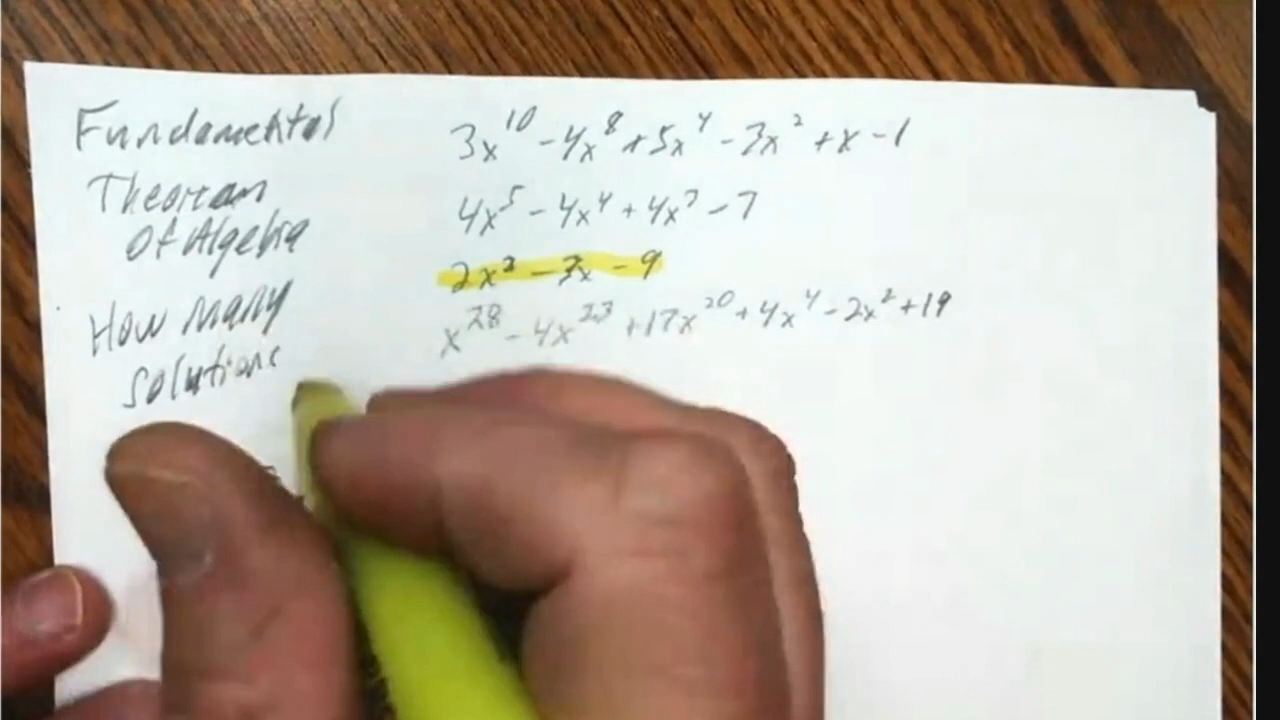 Fundamental
Theorem
Of Algebra
How many
solutions
3x^10 - 4x^8 + 5x^4 - 3x^2 + x - 1
4x^5 - 4x^4 + 4x^3 - 7
2x^2 - 3x - 9
x^28 - 4x^23 + 17x^20 + 4x^4 - 2x^2 + 19